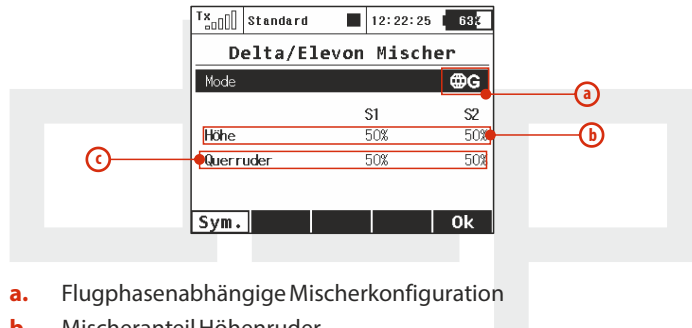 Tx Standard 12:22:25 63%
Delta/Elevon Mischer
Mode G
a
S1 S2
Höhe 50% 50%
b
c
Querruder 50% 50%
Sym. Ok
a. Flugphasenabhängige Mischerkonfiguration
b. Mischeranteil Höhenruder